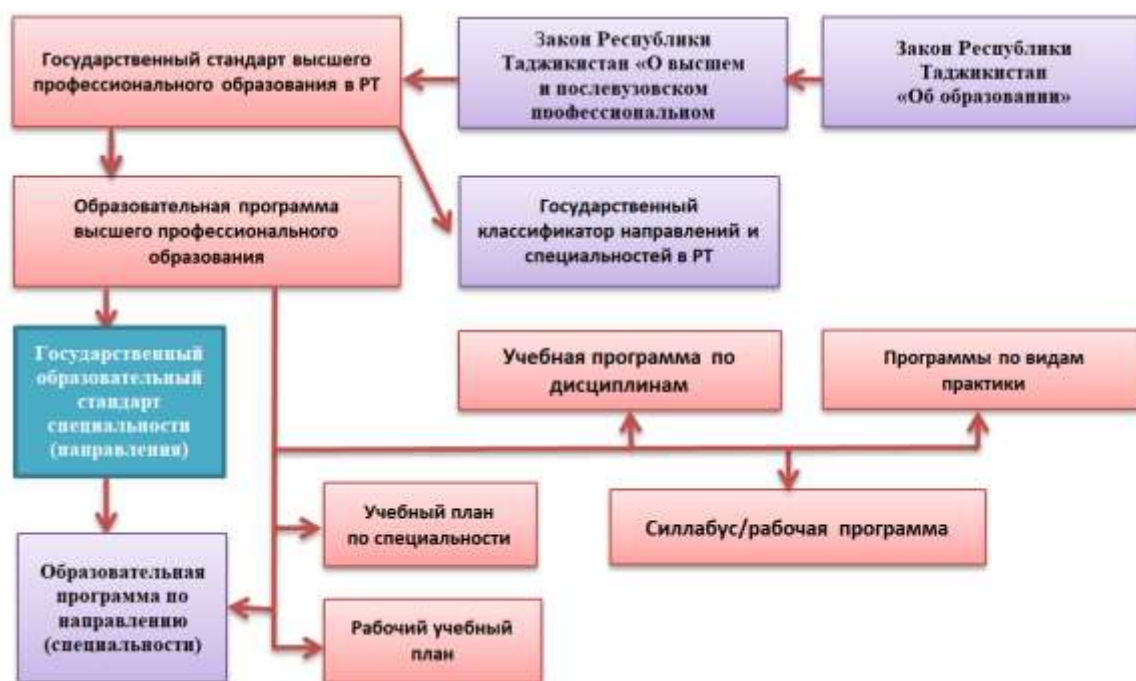 Государственный стандарт высшего
профессионального образования в РТ
Закон Республики
Таджикистан «О высшем
и послевузовском
профессиональном
Закон Республики
Таджикистан
«Об образовании»
Образовательная программа
высшего профессионального
образования
Государственный
классификатор направлений и
специальностей в РТ
Государственный
образовательный
стандарт
специальности
(направления)
Учебная программа по
дисциплинам
Программы по видам
практики
Учебный план
по специальности
Силлабус/рабочая программа
Образовательная
программа по
направлению
(специальности)
Рабочий учебный
план